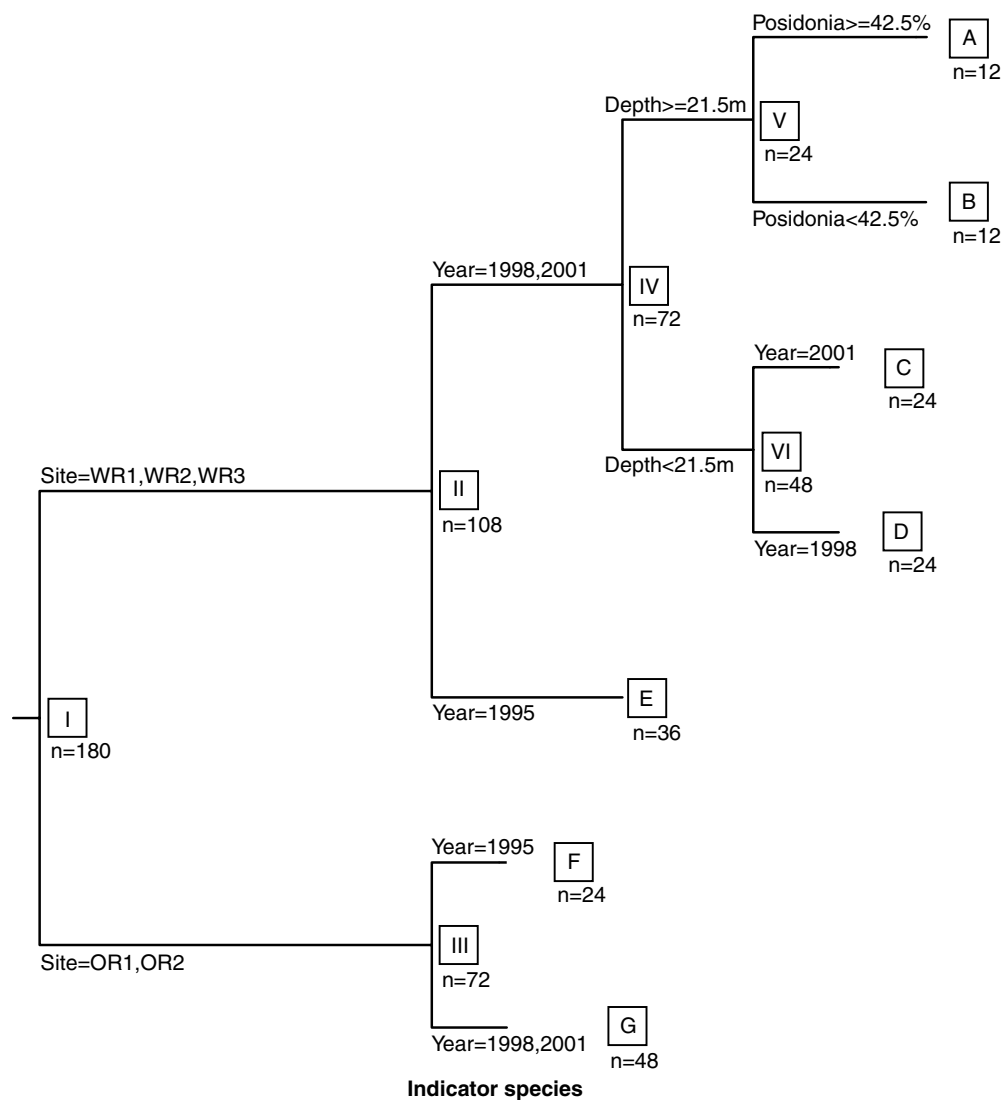 Posidonia>=42.5%
A
n=12
Depth>=21.5m
V
n=24
B
Posidonia<42.5%
n=12
Year=1998,2001
IV
n=72
Year=2001
C
n=24
Depth<21.5m
VI
n=48
D
Year=1998
n=24
Site=WR1,WR2,WR3
II
n=108
E
Year=1995
n=36
I
n=180
Year=1995
F
n=24
III
Site=OR1,OR2
n=72
G
Year=1998,2001
n=48
Indicator species